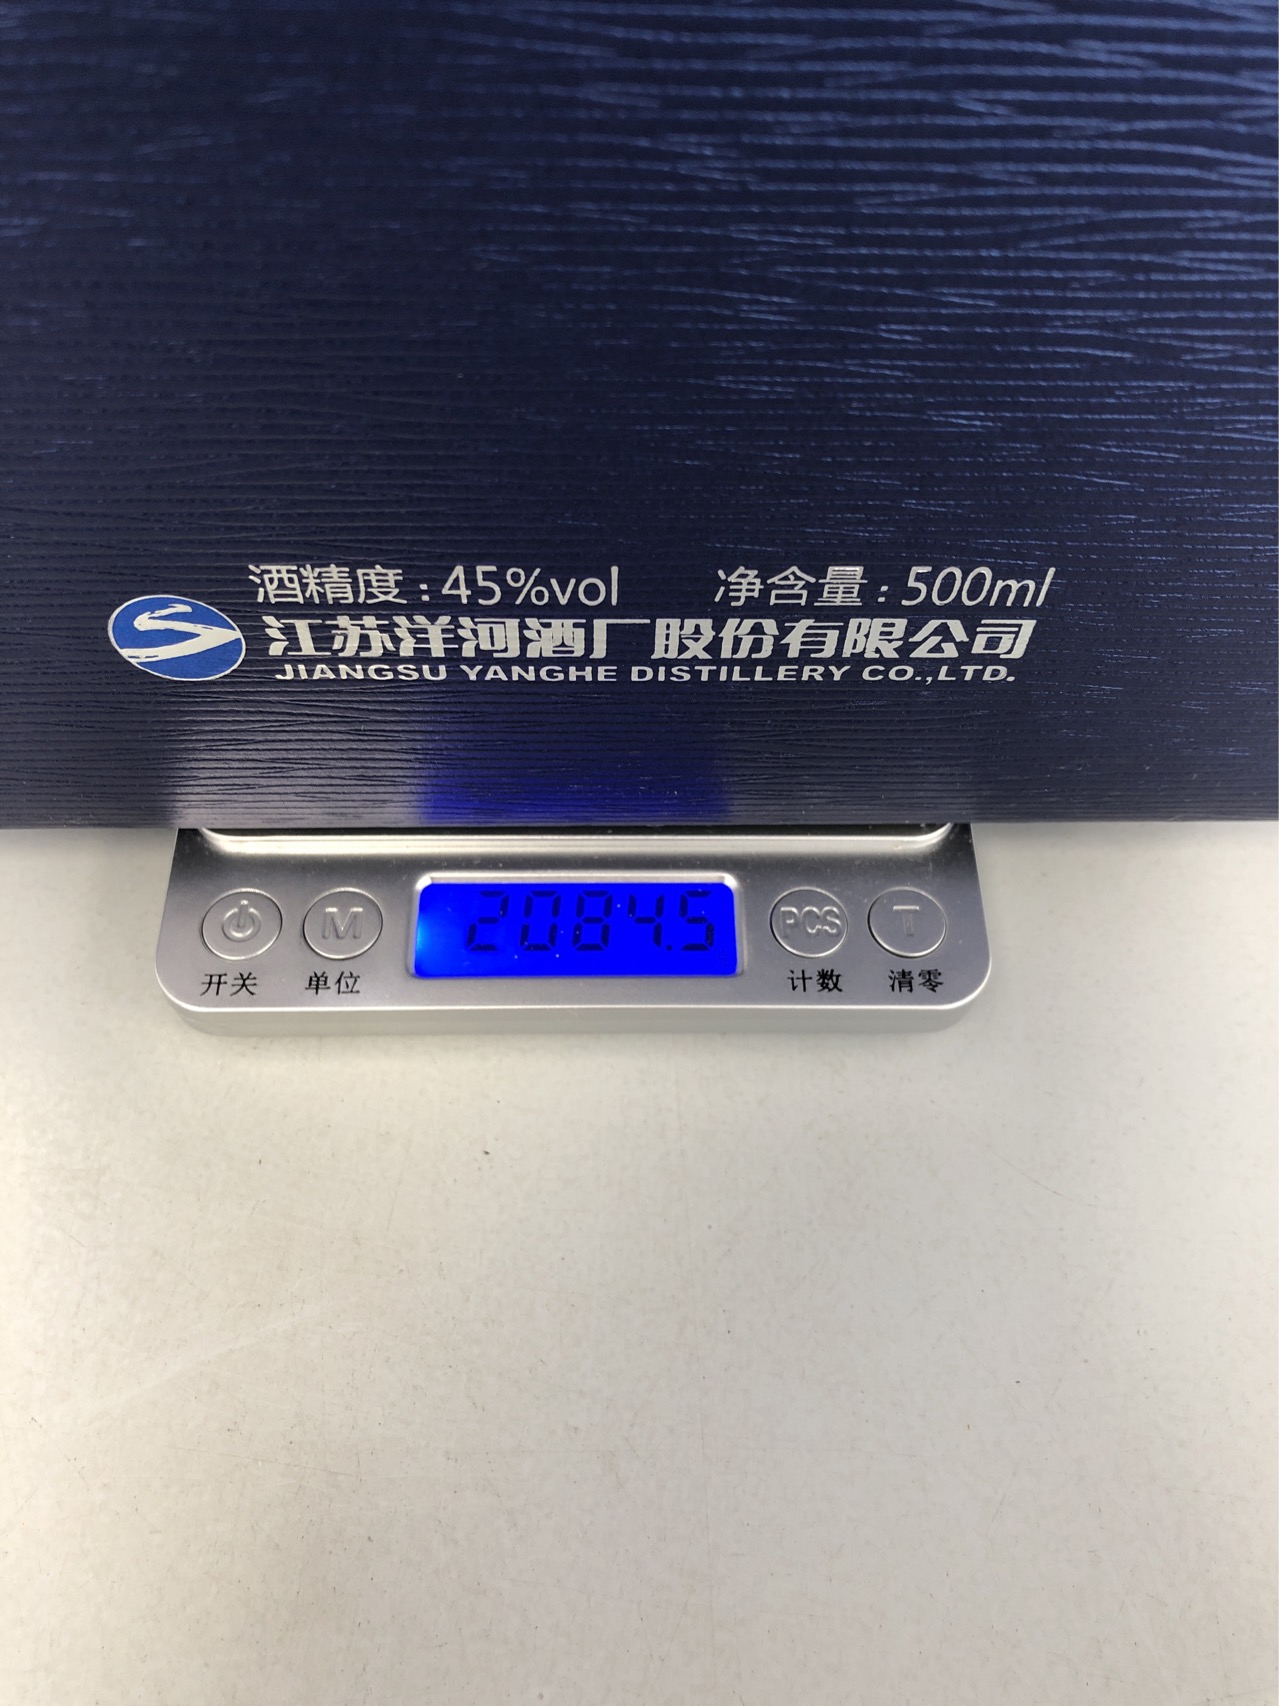 酒精度：45%vol 净含量：500ml
江苏洋河酒厂股份有限公司
JIANGSU YANGHE DISTILLERY CO.,LTD.
M 2084.5 PCS T
开关 单位 计数 清零